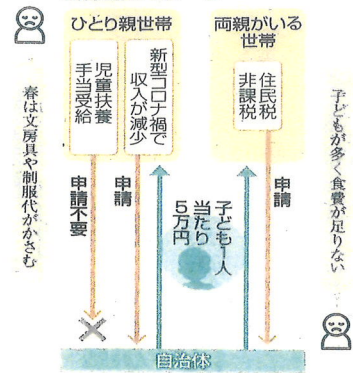 ひとり親世帯
両親がいる
世帯
児童扶養
手当受給
新型コロナ禍で
収入が減少
住民税
非課税
申請不要
申請
子ども1人
当たり
5万円
申請
自治体
春は文房具や制服代がかさむ
子どもが多く食費が足りない